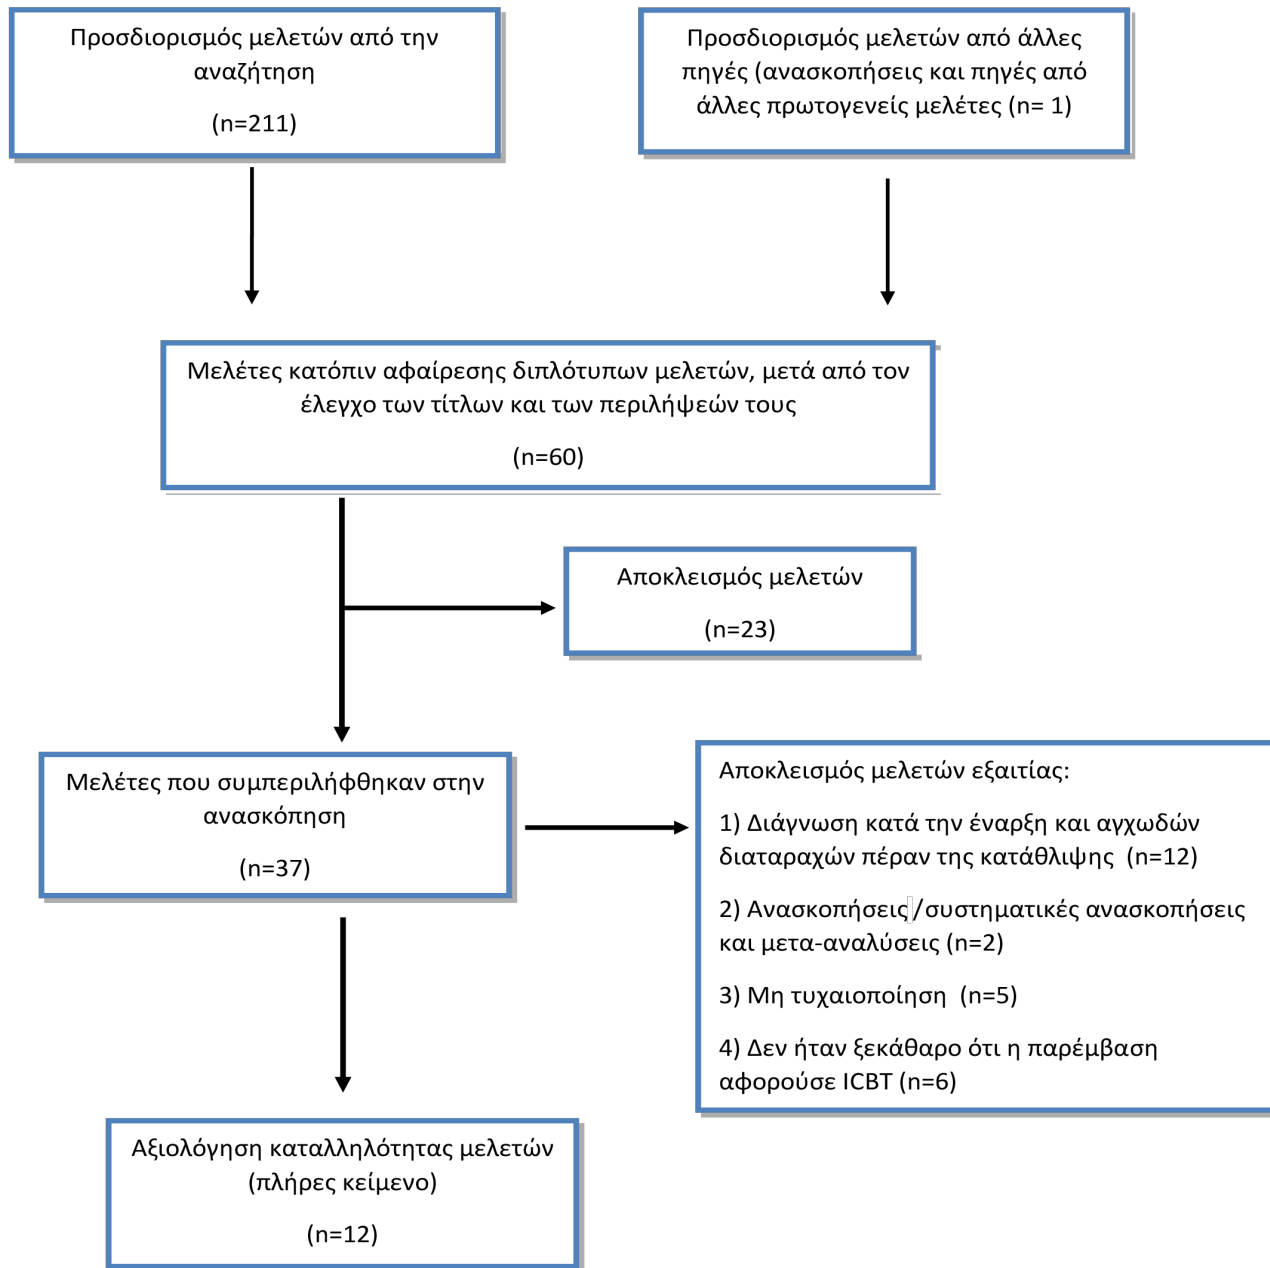 Προσδιορισμός μελετών από την
αναζήτηση
(n=211)
Προσδιορισμός μελετών από άλλες
πηγές (ανασκοπήσεις και πηγές από
άλλες πρωτογενείς μελέτες (n= 1)
Μελέτες κατόπιν αφαίρεσης διπλότυπων μελετών, μετά από τον
έλεγχο των τίτλων και των περιλήψεών τους
(n=60)
Αποκλεισμός μελετών
(n=23)
Μελέτες που συμπεριλήφθηκαν στην
ανασκόπηση
(n=37)
Αποκλεισμός μελετών εξαιτίας:
1) Διάγνωση κατά την έναρξη και αγχωδών
διαταραχών πέραν της κατάθλιψης (n=12)
2) Ανασκοπήσεις /συστηματικές ανασκοπήσεις
και μετα-αναλύσεις (n=2)
3) Μη τυχαιοποίηση (n=5)
4) Δεν ήταν ξεκάθαρο ότι η παρέμβαση
αφορούσε ICBT (n=6)
Αξιολόγηση καταλληλότητας μελετών
(πλήρες κείμενο)
(n=12)